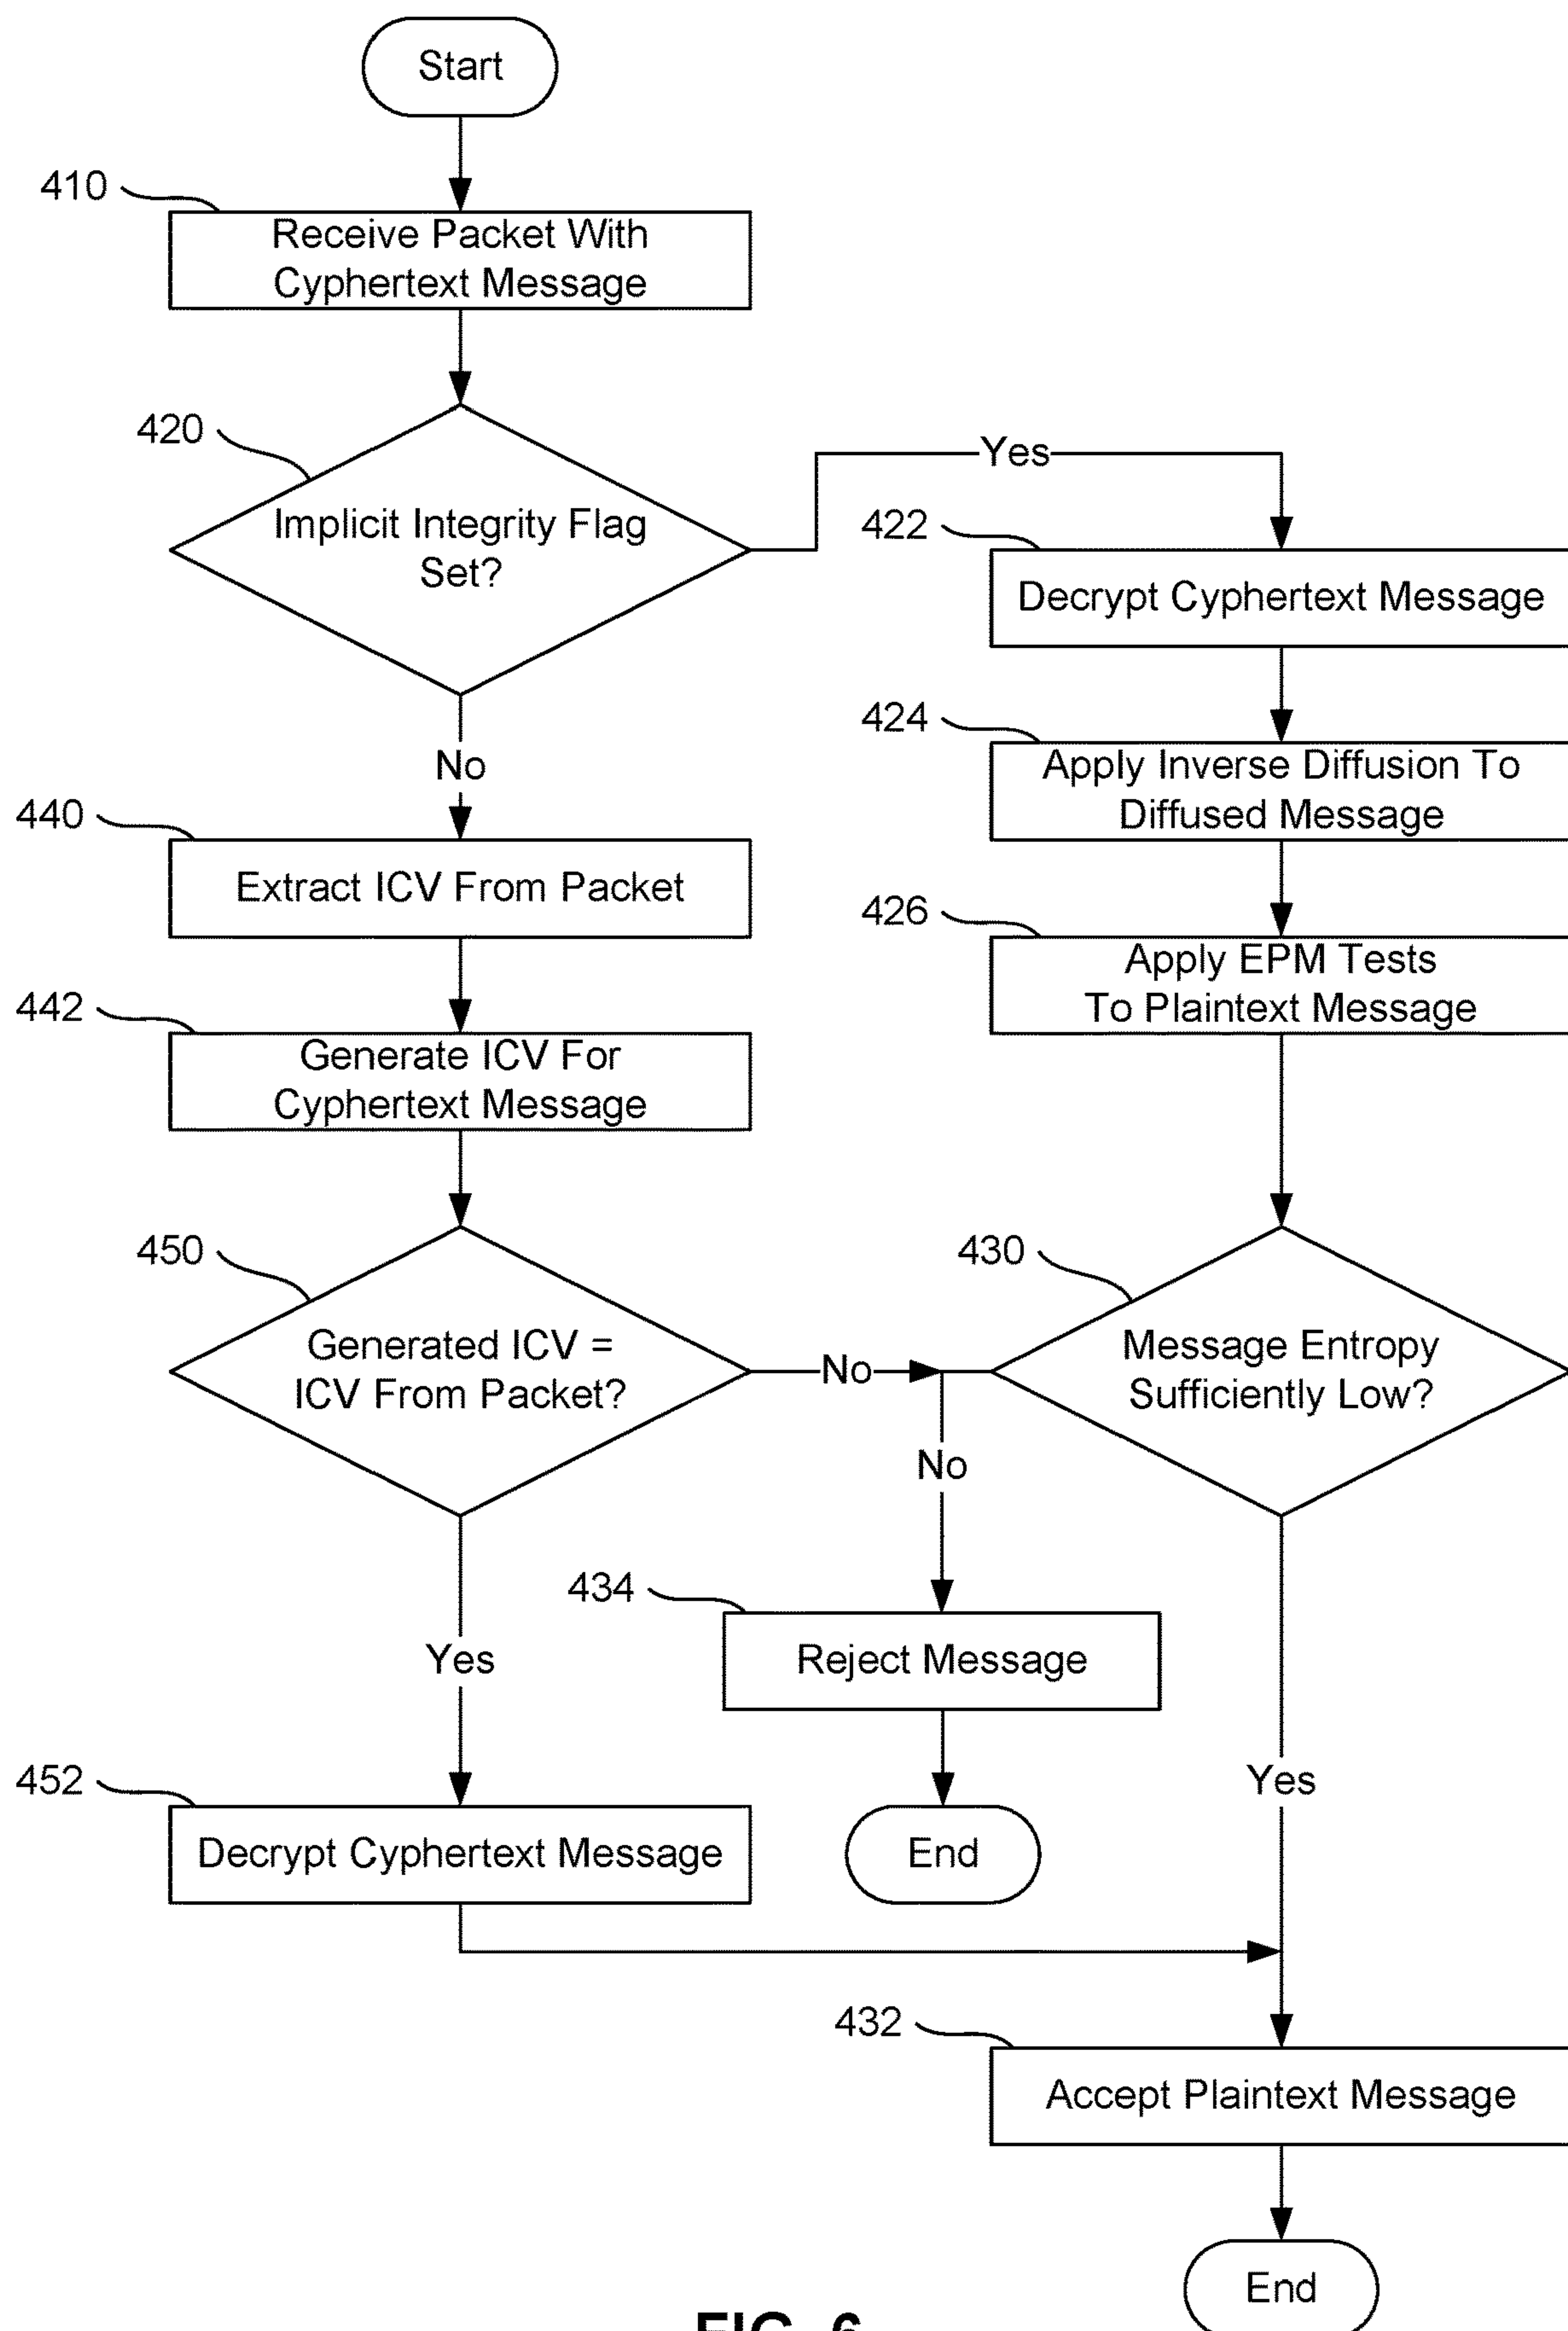 Start
410
Receive Packet With
Cyphertext Message
420
Implicit Integrity Flag
Set?
Yes
422
Decrypt Cyphertext Message
424
Apply Inverse Diffusion To
Diffused Message
No
440
Extract ICV From Packet
426
Apply EPM Tests
To Plaintext Message
442
Generate ICV For
Cyphertext Message
450
Generated ICV =
ICV From Packet?
No
430
Message Entropy
Sufficiently Low?
No
434
Reject Message
Yes
Yes
452
Decrypt Cyphertext Message
End
432
Accept Plaintext Message
End
FIG. 6